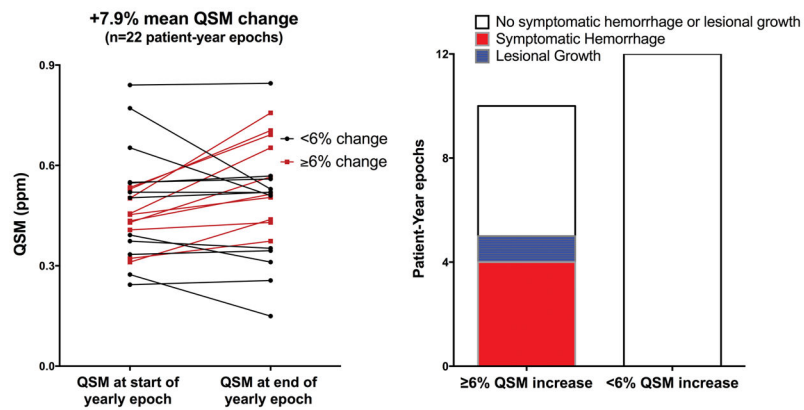 +7.9% mean QSM change
(n=22 patient-year epochs)
QSM (ppm)
0.9
0.6
0.3
0.0
<6% change
≥6% change
QSM at start of
yearly epoch
QSM at end of
yearly epoch
No symptomatic hemorrhage or lesional growth
Symptomatic Hemorrhage
Lesional Growth
Patient-Year epochs
12
8
4
0
≥6% QSM increase
<6% QSM increase